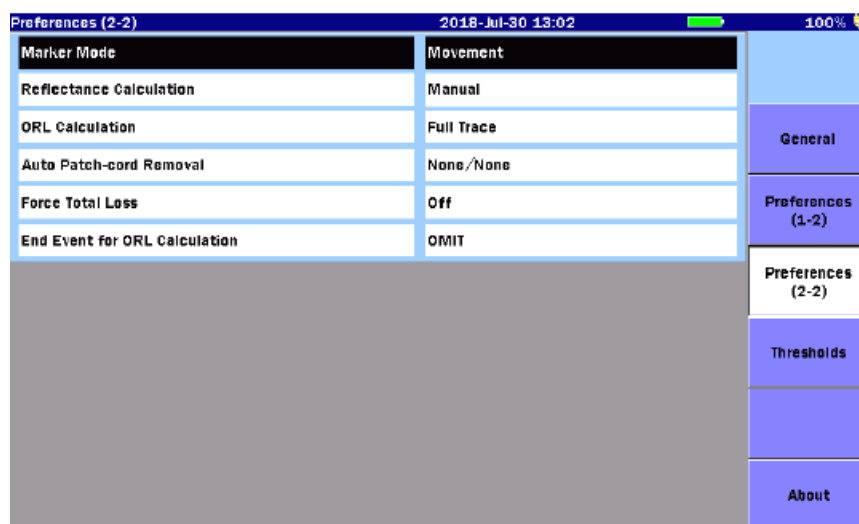 Preferences (2-2) 2018-Jul-30 13:02 100%
Marker Mode Movement
Reflectance Calculation Manual
ORL Calculation Full Trace
Auto Patch-cord Removal None/None
Force Total Loss Off
End Event for ORL Calculation OMIT
General
Preferences
(1-2)
Preferences
(2-2)
Thresholds
About